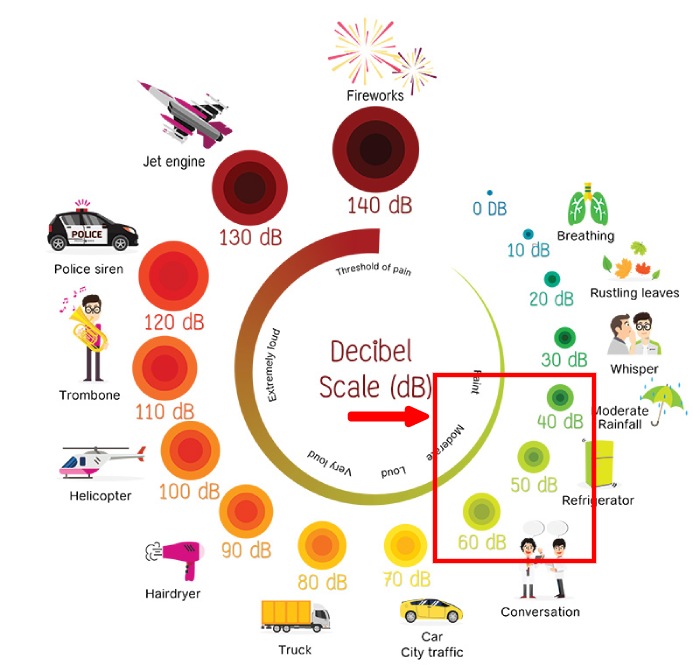 Fireworks
140 dB
Jet engine
130 dB
POLICE
Police siren
120 dB
Trombone
110 dB
Helicopter
100 dB
Hairdryer
90 dB
Truck
80 dB
Car
City traffic
70 dB
Conversation
60 dB
Refrigerator
50 dB
Moderate
Rainfall
40 dB
Whisper
30 dB
Rustling leaves
20 dB
Breathing
10 dB
0 DB
Threshold of pain
Extremely loud
Very loud
Loud
Moderate
Faint
Decibel
Scale (dB)